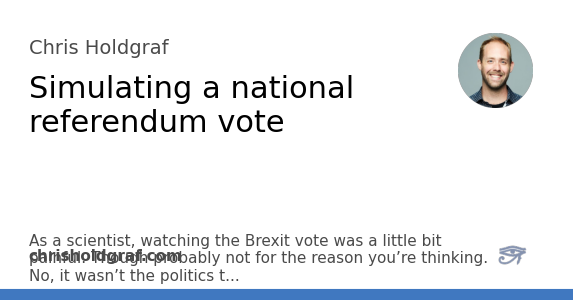 Chris Holdgraf
Simulating a national
referendum vote
As a scientist, watching the Brexit vote was a little bit
painful. Though probably not for the reason you’re thinking.
chrisholdgraf.com
No, it wasn’t the politics t…